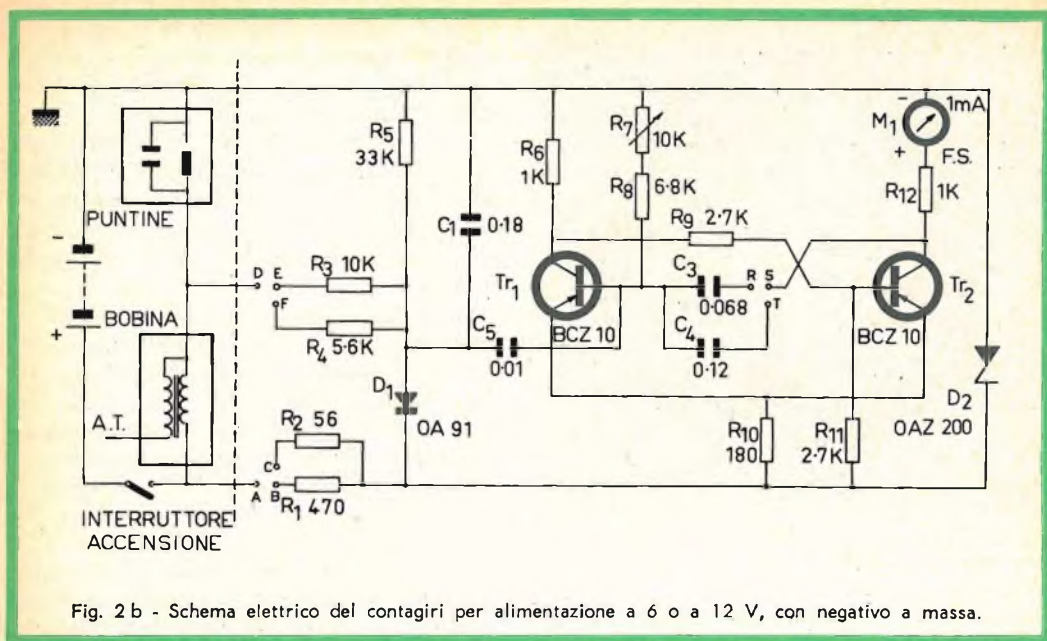 PUNTINE
-
+
BOBINA
A.T.
INTERRUTTORE
ACCENSIONE
D E
F
R3 10K
R4 5.6K
R5
33K
C1 0.18
C5
0.01
D1
OA 91
R2 56
C
A B
R1 470
R6
1K
Tr1
BCZ 10
R7
10K
R8 6.8K
R9 2.7K
C3
0.068
R S
T
C4
0.12
R10
180
R11
2.7K
BCZ 10
Tr2
- 1mA
M1
+ F.S.
R12 1K
D2
OAZ 200
Fig. 2b - Schema elettrico del contagiri per alimentazione a 6 o a 12 V, con negativo a massa.